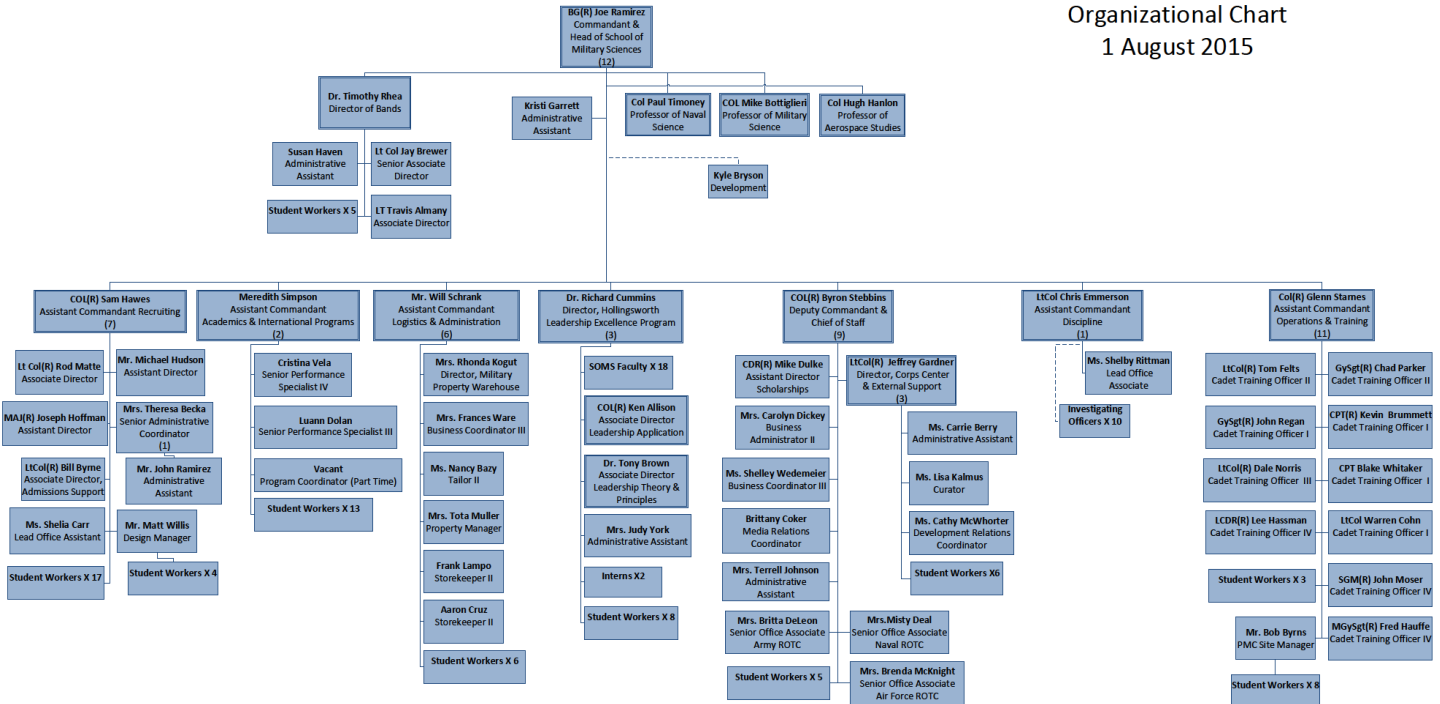 Organizational Chart
1 August 2015
BG(R) Joe Ramirez
Commandant &
Head of School of
Military Sciences
(12)
Dr. Timothy Rhea
Director of Bands
Kristi Garrett
Administrative
Assistant
Col Paul Timoney
Professor of Naval
Science
COL Mike Bottiglieri
Professor of Military
Science
Col Hugh Hanlon
Professor of
Aerospace Studies
Susan Haven
Administrative
Assistant
Lt Col Jay Brewer
Senior Associate
Director
Kyle Bryson
Development
Student Workers X 5
LT Travis Almany
Associate Director
COL(R) Sam Hawes
Assistant Commandant Recruiting
(7)
Lt Col(R) Rod Matte
Associate Director
Mr. Michael Hudson
Assistant Director
MAJ(R) Joseph Hoffman
Assistant Director
Mrs. Theresa Becka
Senior Administrative
Coordinator
(1)
LtCol(R) Bill Byrne
Associate Director,
Admissions Support
Mr. John Ramirez
Administrative
Assistant
Ms. Shelia Carr
Lead Office Assistant
Mr. Matt Willis
Design Manager
Student Workers X 17
Student Workers X 4
Meredith Simpson
Assistant Commandant
Academics & International Programs
(2)
Cristina Vela
Senior Performance
Specialist IV
Luann Dolan
Senior Performance Specialist III
Vacant
Program Coordinator (Part Time)
Student Workers X 13
Mr. Will Schrank
Assistant Commandant
Logistics & Administration
(6)
Mrs. Rhonda Kogut
Director, Military
Property Warehouse
Mrs. Frances Ware
Business Coordinator III
Ms. Nancy Bazy
Tailor II
Mrs. Tota Muller
Property Manager
Frank Lampo
Storekeeper II
Aaron Cruz
Storekeeper II
Student Workers X 6
Dr. Richard Cummins
Director, Hollingsworth
Leadership Excellence Program
(3)
SOMS Faculty X 18
COL(R) Ken Allison
Associate Director
Leadership Application
Dr. Tony Brown
Associate Director
Leadership Theory &
Principles
Mrs. Judy York
Administrative Assistant
Interns X2
Student Workers X 8
COL(R) Byron Stebbins
Deputy Commandant &
Chief of Staff
(9)
CDR(R) Mike Dulke
Assistant Director
Scholarships
LtCol(R)  Jeffrey Gardner
Director, Corps Center
& External Support
(3)
Mrs. Carolyn Dickey
Business
Administrator II
Ms. Carrie Berry
Administrative Assistant
Ms. Shelley Wedemeier
Business Coordinator III
Ms. Lisa Kalmus
Curator
Brittany Coker
Media Relations
Coordinator
Ms. Cathy McWhorter
Development Relations
Coordinator
Mrs. Terrell Johnson
Administrative
Assistant
Student Workers X6
Mrs. Britta DeLeon
Senior Office Associate
Army ROTC
Mrs.Misty Deal
Senior Office Associate
Naval ROTC
Student Workers X 5
Mrs. Brenda McKnight
Senior Office Associate
Air Force ROTC
LtCol Chris Emmerson
Assistant Commandant
Discipline
(1)
Ms. Shelby Rittman
Lead Office
Associate
Investigating
Officers X 10
Col(R) Glenn Starnes
Assistant Commandant
Operations & Training
(11)
LtCol(R) Tom Felts
Cadet Training Officer II
GySgt(R) Chad Parker
Cadet Training Officer II
GySgt(R) John Regan
Cadet Training Officer I
CPT(R) Kevin  Brummett
Cadet Training Officer I
LtCol(R) Dale Norris
Cadet Training Officer  III
CPT Blake Whitaker
Cadet Training Officer  I
LCDR(R) Lee Hassman
Cadet Training Officer IV
LtCol Warren Cohn
Cadet Training Officer I
Student Workers X 3
SGM(R) John Moser
Cadet Training Officer IV
Mr. Bob Byrns
PMC Site Manager
MGySgt(R) Fred Hauffe
Cadet Training Officer IV
Student Workers X 8